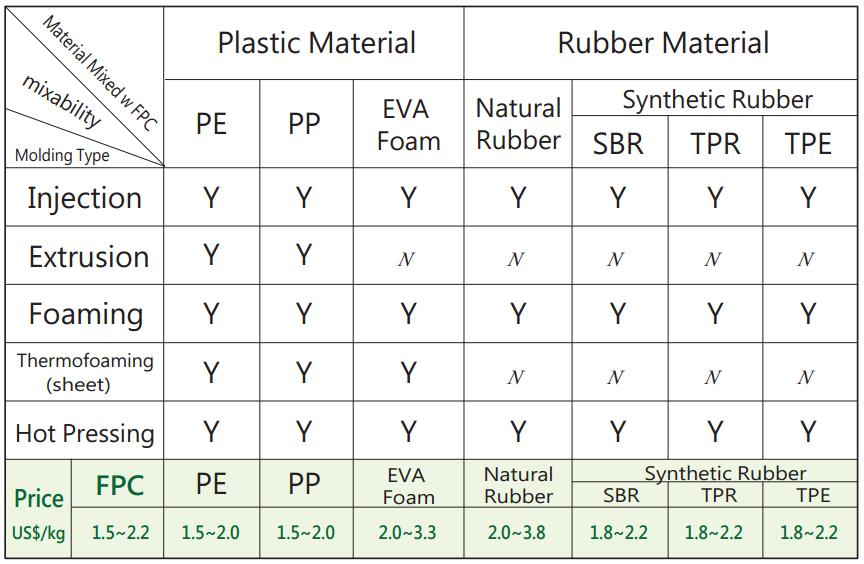 Material Mixed w FPC
mixability
Molding Type
Plastic Material Rubber Material
PE PP EVA Foam Natural Rubber Synthetic Rubber
SBR TPR TPE
Injection Y Y Y Y Y Y Y
Extrusion Y Y N N N N N
Foaming Y Y Y Y Y Y Y
Thermofoaming (sheet) Y Y Y N N N N
Hot Pressing Y Y Y Y Y Y Y
Price US$/kg FPC PE PP EVA Foam Natural Rubber Synthetic Rubber
SBR TPR TPE
1.5~2.2 1.5~2.0 1.5~2.0 2.0~3.3 2.0~3.8 1.8~2.2 1.8~2.2 1.8~2.2